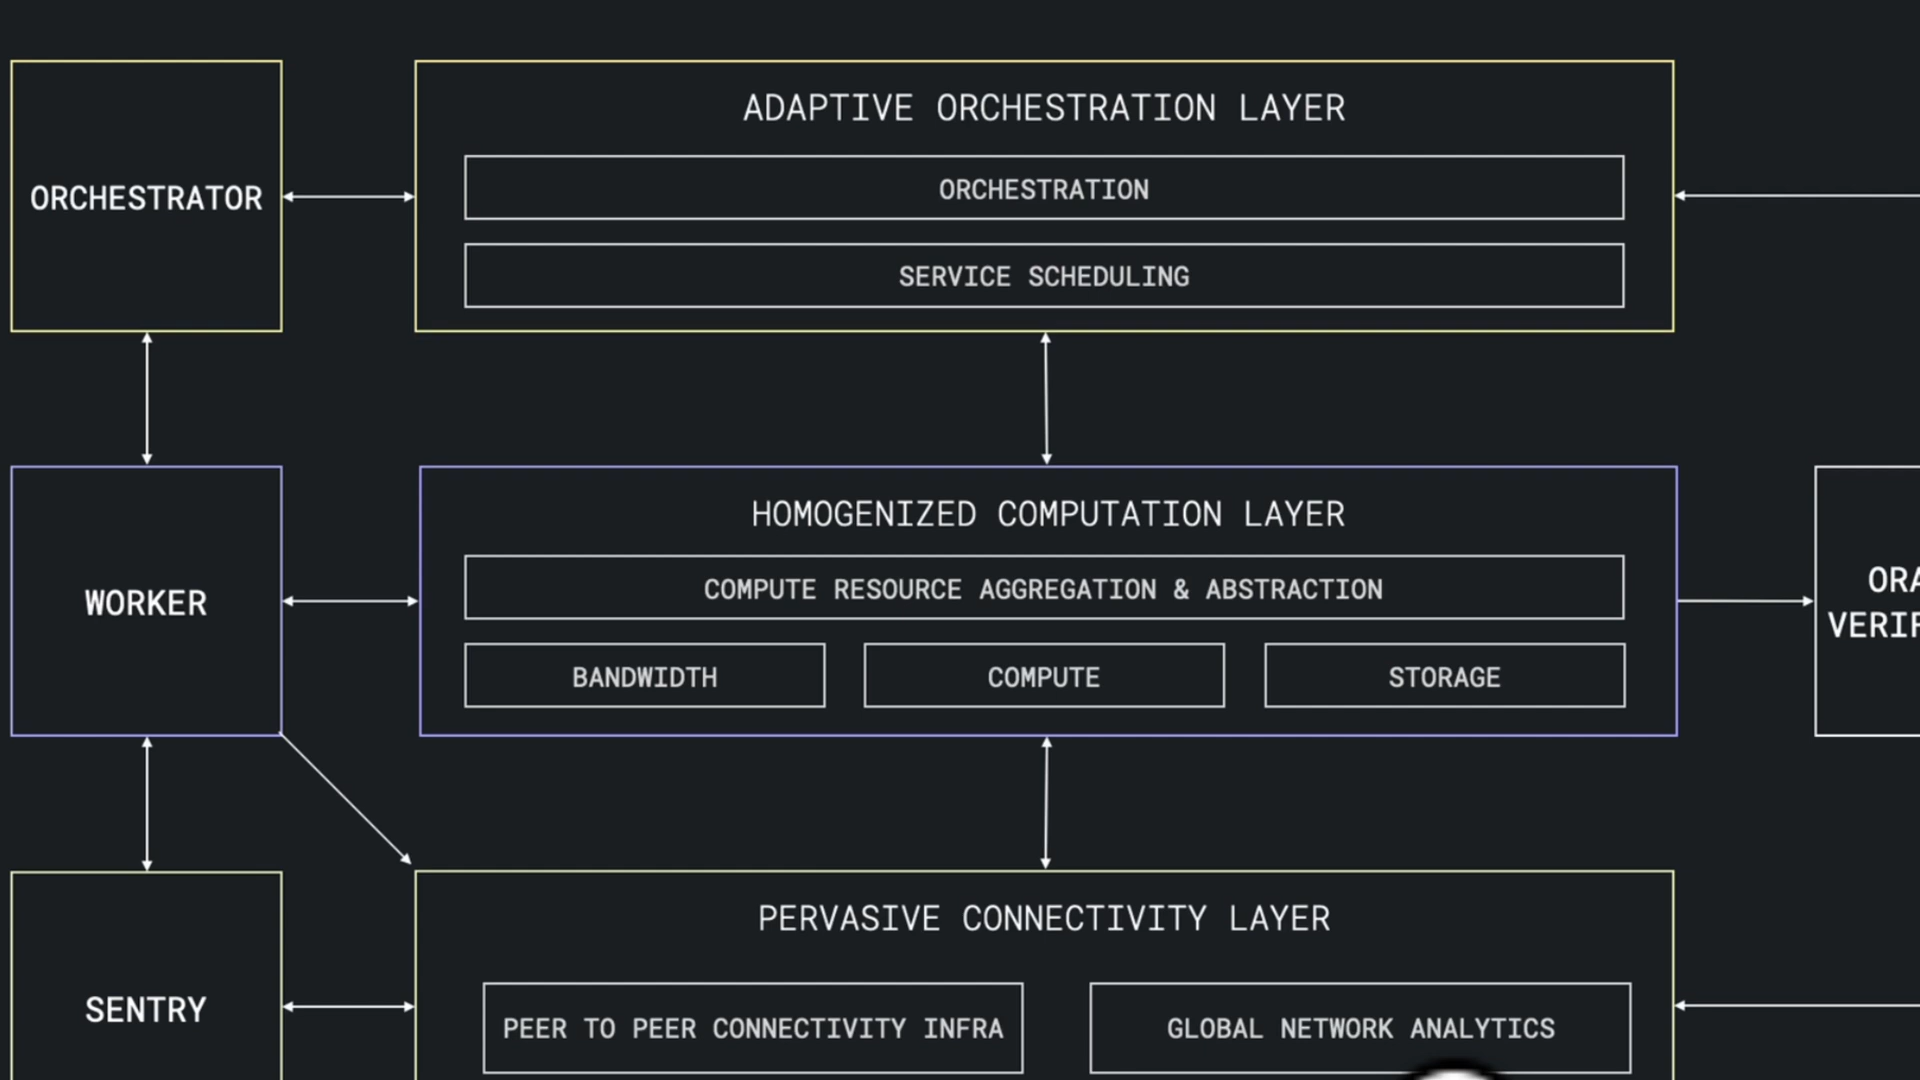 ORCHESTRATOR
ADAPTIVE ORCHESTRATION LAYER
ORCHESTRATION
SERVICE SCHEDULING
WORKER
HOMOGENIZED COMPUTATION LAYER
COMPUTE RESOURCE AGGREGATION & ABSTRACTION
BANDWIDTH
COMPUTE
STORAGE
SENTRY
PERVASIVE CONNECTIVITY LAYER
PEER TO PEER CONNECTIVITY INFRA
GLOBAL NETWORK ANALYTICS